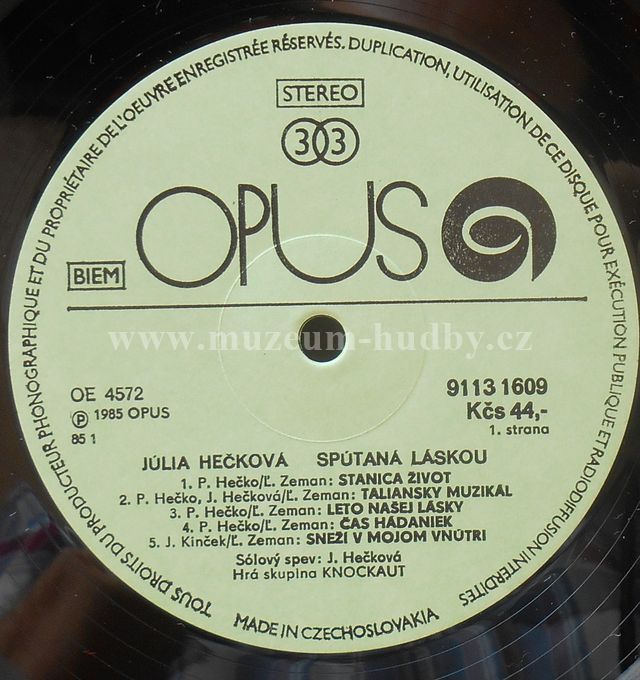 TOUS DROITS DU PRODUCTEUR PHONOGRAPHIQUE ET DU PROPRIÉTAIRE DE L'OEUVRE ENREGISTRÉE RÉSERVÉS. DUPLICATION, UTILISATION DE CE DISQUE POUR EXÉCUTION PUBLIQUE ET RADIODIFFUSION INTERDITES
STEREO
33
OPUS
BIEM
www.muzeum-hudby.cz
OE 4572
9113 1609
Ⓟ 1985 OPUS
Kčs 44,-
85 1
1. strana
JÚLIA HEČKOVÁ SPÚTANÁ LÁSKOU
1. P. Hečko/Ľ. Zeman: STANICA ŽIVOT
2. P. Hečko, J. Hečková/Ľ. Zeman: TALIANSKY MUZIKÁL
3. P. Hečko/Ľ. Zeman: LETO NAŠEJ LÁSKY
4. P. Hečko/Ľ. Zeman: ČAS HÁDANIEK
5. J. Kinček/Ľ. Zeman: SNEŽÍ V MOJOM VNÚTRI
Sólový spev: J. Hečková
Hrá skupina KNOCKAUT
MADE IN CZECHOSLOVAKIA